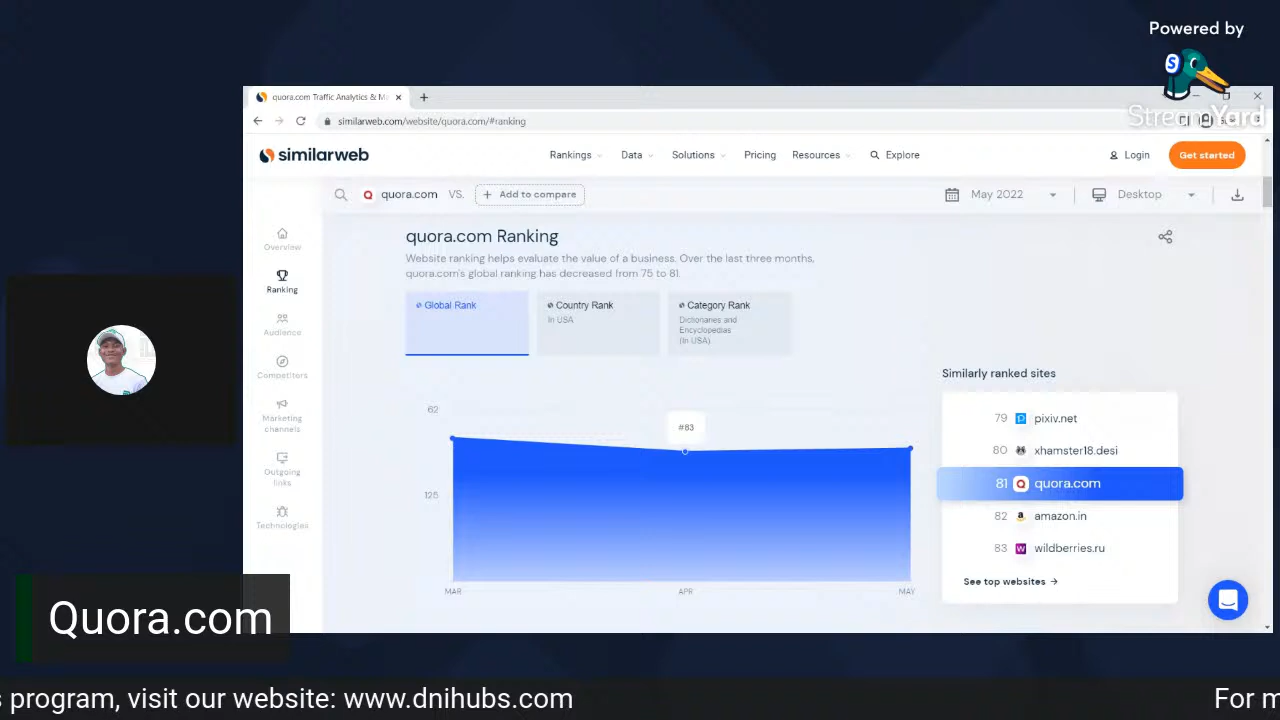 Powered by
StreamYard
quora.com Traffic Analytics & Ma
similarweb.com/website/quora.com/#ranking
similarweb
Rankings
Data
Solutions
Pricing
Resources
Explore
Login
Get started
quora.com
VS.
+ Add to compare
May 2022
Desktop
Overview
Ranking
Audience
Competitors
Marketing
channels
Outgoing
links
Technologies
quora.com Ranking
Website ranking helps evaluate the value of a business. Over the last three months,
quora.com's global ranking has decreased from 75 to 81.
Global Rank
Country Rank
In USA
Category Rank
Dictionaries and
Encyclopedias
(In USA)
62
#83
125
MAR
APR
MAY
Similarly ranked sites
79 pixiv.net
80 xhamster18.desi
81 quora.com
82 amazon.in
83 wildberries.ru
See top websites →
Quora.com
s program, visit our website: www.dnihubs.com
For m